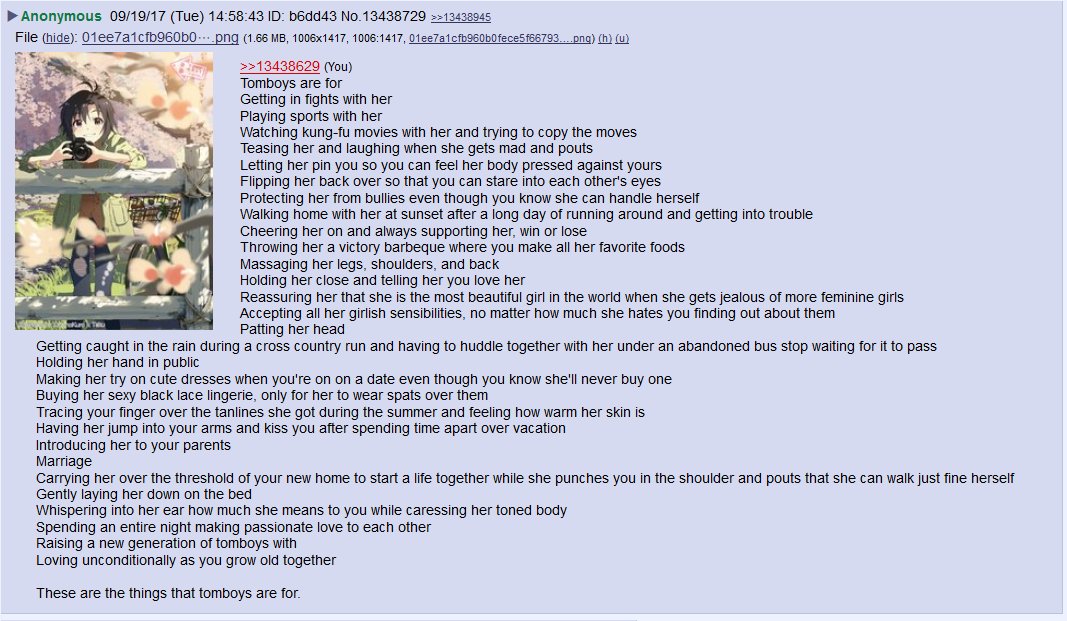 Anonymous 09/19/17 (Tue) 14:58:43 ID: b6dd43 No.13438729 >>13438945
File (hide): 01ee7a1cfb960b0⋯.png (1.66 MB, 1006x1417, 1006:1417, 01ee7a1cfb960b0fece5f66793….png) (h) (u)
>>13438629 (You)
Tomboys are for
Getting in fights with her
Playing sports with her
Watching kung-fu movies with her and trying to copy the moves
Teasing her and laughing when she gets mad and pouts
Letting her pin you so you can feel her body pressed against yours
Flipping her back over so that you can stare into each other's eyes
Protecting her from bullies even though you know she can handle herself
Walking home with her at sunset after a long day of running around and getting into trouble
Cheering her on and always supporting her, win or lose
Throwing her a victory barbeque where you make all her favorite foods
Massaging her legs, shoulders, and back
Holding her close and telling her you love her
Reassuring her that she is the most beautiful girl in the world when she gets jealous of more feminine girls
Accepting all her girlish sensibilities, no matter how much she hates you finding out about them
Patting her head
Getting caught in the rain during a cross country run and having to huddle together with her under an abandoned bus stop waiting for it to pass
Holding her hand in public
Making her try on cute dresses when you're on on a date even though you know she'll never buy one
Buying her sexy black lace lingerie, only for her to wear spats over them
Tracing your finger over the tanlines she got during the summer and feeling how warm her skin is
Having her jump into your arms and kiss you after spending time apart over vacation
Introducing her to your parents
Marriage
Carrying her over the threshold of your new home to start a life together while she punches you in the shoulder and pouts that she can walk just fine herself
Gently laying her down on the bed
Whispering into her ear how much she means to you while caressing her toned body
Spending an entire night making passionate love to each other
Raising a new generation of tomboys with
Loving unconditionally as you grow old together
These are the things that tomboys are for.